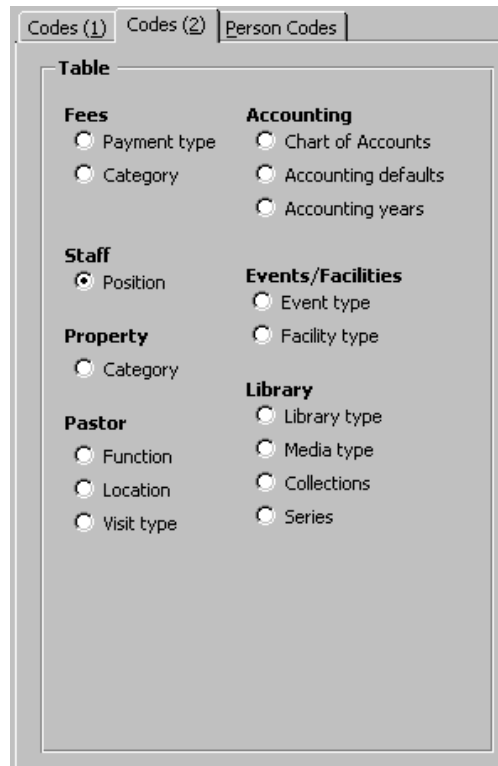 Codes (1) Codes (2) Person Codes
Table
Fees
Payment type
Category
Staff
Position
Property
Category
Pastor
Function
Location
Visit type
Accounting
Chart of Accounts
Accounting defaults
Accounting years
Events/Facilities
Event type
Facility type
Library
Library type
Media type
Collections
Series